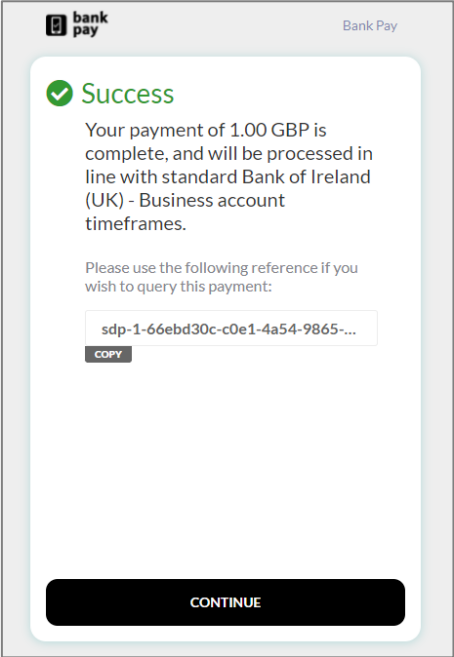 bank
pay
Bank Pay
Success
Your payment of 1.00 GBP is
complete, and will be processed in
line with standard Bank of Ireland
(UK) - Business account
timeframes.
Please use the following reference if you
wish to query this payment:
sdp-1-66ebd30c-c0e1-4a54-9865-...
COPY
CONTINUE